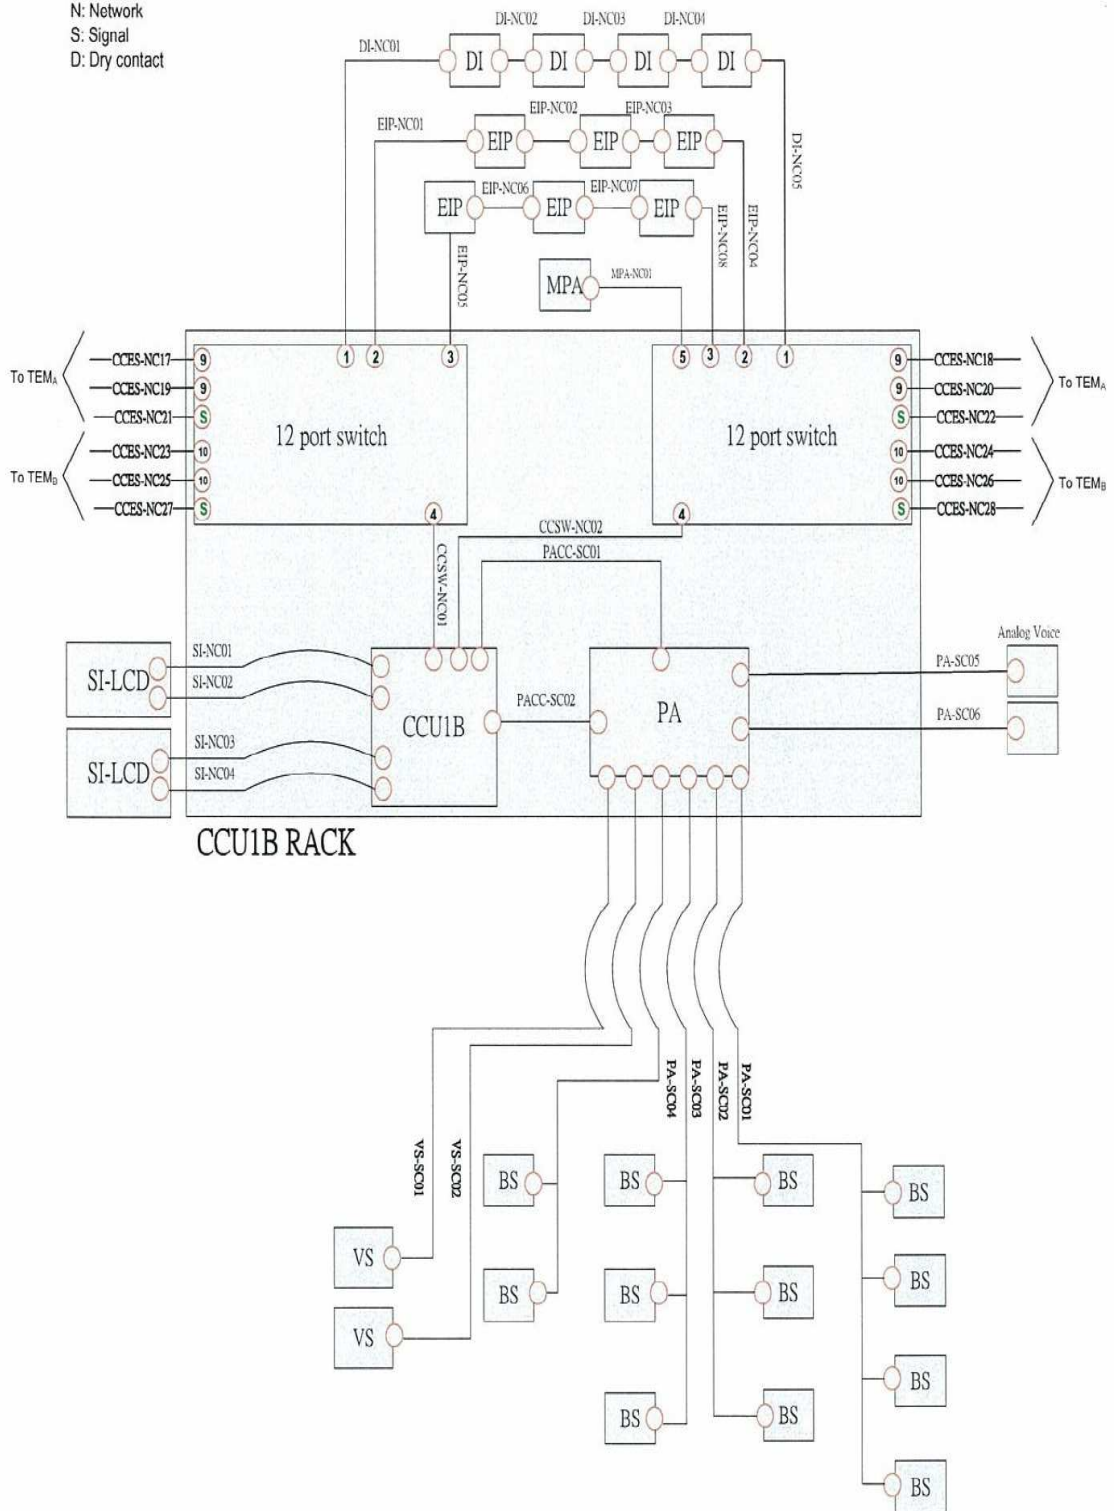 N: Network
S: Signal
D: Dry contact
DI-NC02 DI-NC03 DI-NC04
DI-NC01
DI DI DI DI
EIP-NC02 EIP-NC03
EIP-NC01
EIP EIP EIP
DI-NC05
EIP-NC06 EIP-NC07
EIP EIP EIP
EIP-NC05
EIP-NC08
EIP-NC04
MPA
MPA-NC01
1 2 3
5 3 2 1
To TEMA
CCES-NC17 9
CCES-NC19 9
CCES-NC21 S
To TEMB
CCES-NC23 10
CCES-NC25 10
CCES-NC27 S
12 port switch
4
12 port switch
4
9 CCES-NC18
9 CCES-NC20
S CCES-NC22
To TEMA
10 CCES-NC24
10 CCES-NC26
S CCES-NC28
To TEMB
CCSW-NC02
PACC-SC01
CCSW-NC01
SI-LCD
SI-NC01
SI-NC02
SI-LCD
SI-NC03
SI-NC04
CCU1B
PACC-SC02
PA
Analog Voice
PA-SC05
PA-SC06
CCU1B RACK
PA-SC04
PA-SC03
PA-SC02
PA-SC01
VS-SC01
VS-SC02
BS BS BS BS
VS
BS BS BS BS
VS
BS
BS BS
BS